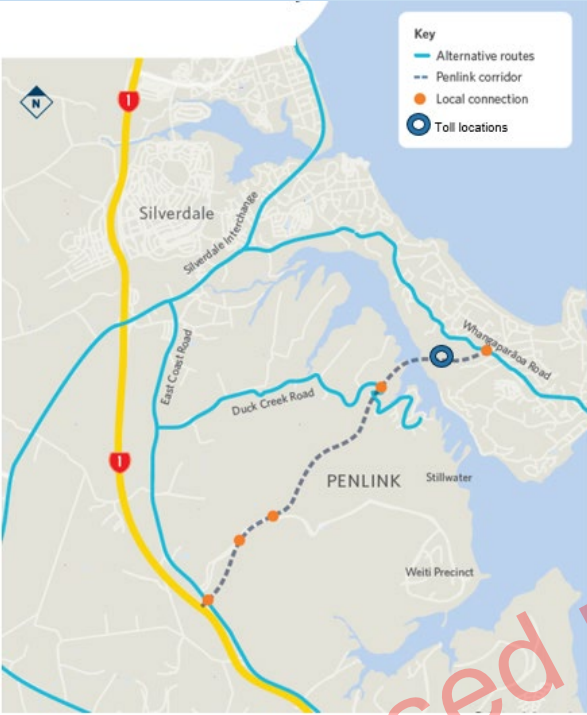 Key
Alternative routes
Penlink corridor
Local connection
Toll locations
N
1
Silverdale
Silverdale Interchange
Whangaparāoa Road
East Coast Road
Duck Creek Road
1
PENLINK
Stillwater
Weiti Precinct
sed